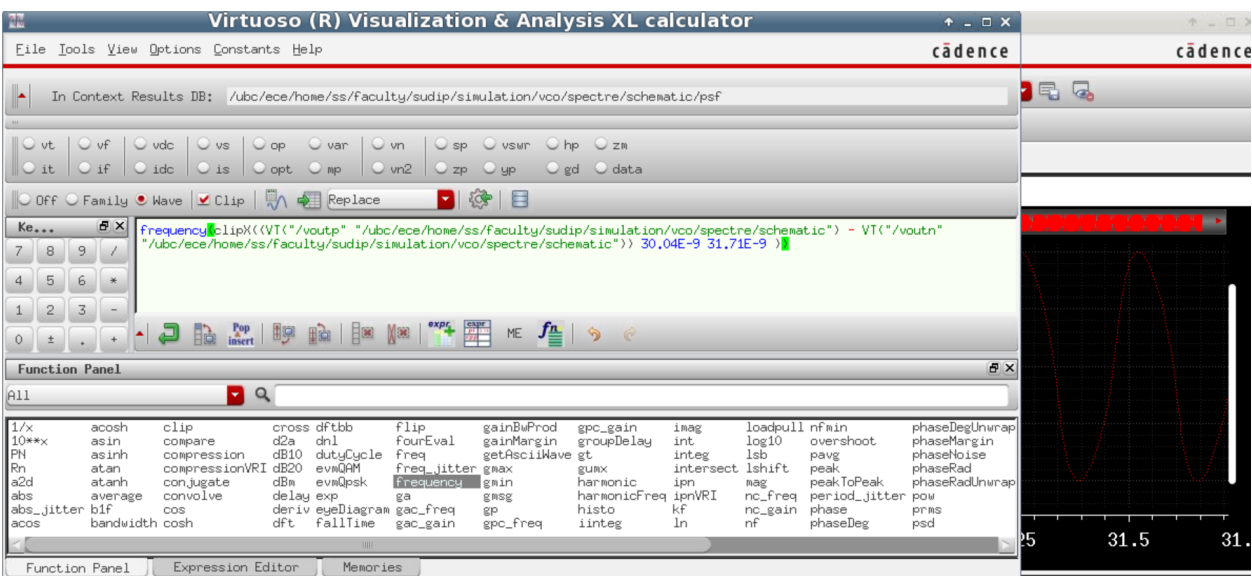 Virtuoso (R) Visualization & Analysis XL calculator
File Tools View Options Constants Help
cādence
cādence
In Context Results DB: /ubc/ece/home/ss/faculty/sudip/simulation/vco/spectre/schematic/psf
vt vf vdc vs op var vn sp vswr hp zm
it if idc is opt mp vn2 zp yp gd data
Off Family Wave Clip Replace
Ke...
7 8 9 /
4 5 6 *
1 2 3 -
0 ± . +
frequency(clipX((VT("/voutp" "/ubc/ece/home/ss/faculty/sudip/simulation/vco/spectre/schematic") - VT("/voutn"
"/ubc/ece/home/ss/faculty/sudip/simulation/vco/spectre/schematic")) 30.04E-9 31.71E-9 ))
Pop insert expr expr ME fn
Function Panel
All
1/x acosh clip cross dftbb flip gainBwProd gpc_gain imag loadpull nfmin phaseDegUnwrap
10**x asin compare d2a dnl fourEval gainMargin groupDelay int log10 overshoot phaseMargin
PN asinh compression dB10 dutyCycle freq getAsciiWave gt integ lsb pavg phaseNoise
Rn atan compressionVRI dB20 evmQAM freq_jitter gmax gumx intersect lshift peak phaseRad
a2d atanh conjugate dBm evmQpsk frequency gmin harmonic ipn mag peakToPeak phaseRadUnwrap
abs average convolve delay exp ga gmsg harmonicFreq ipnVRI nc_freq period_jitter pow
abs_jitter b1f cos deriv eyeDiagram gac_freq gp histo kf nc_gain phase prms
acos bandwidth cosh dft fallTime gac_gain gpc_freq iinteg ln nf phaseDeg psd
Function Panel Expression Editor Memories
25 31.5 31.